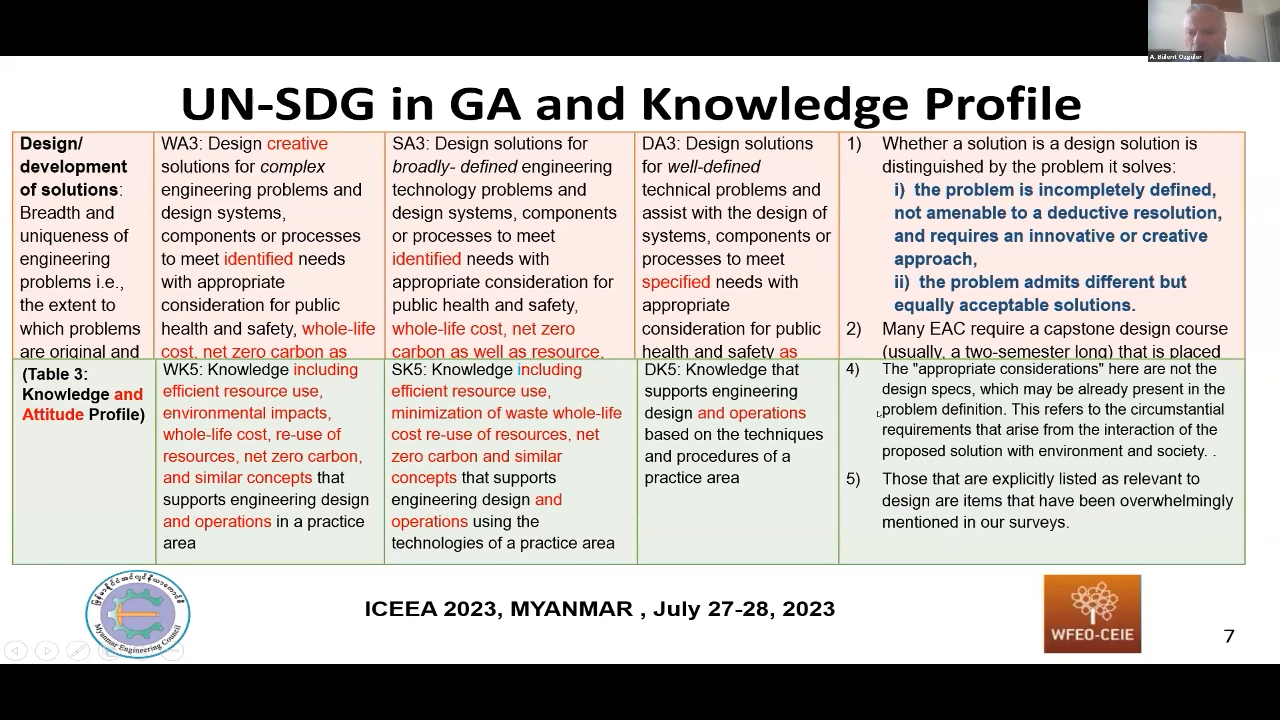 A. Bülent Özgüler
UN-SDG in GA and Knowledge Profile
Design/
development
of solutions:
Breadth and
uniqueness of
engineering
problems i.e.,
the extent to
which problems
are original and
WA3: Design creative
solutions for complex
engineering problems and
design systems,
components or processes
to meet identified needs
with appropriate
consideration for public
health and safety, whole-life
cost, net zero carbon as
SA3: Design solutions for
broadly- defined engineering
technology problems and
design systems, components
or processes to meet
identified needs with
appropriate consideration for
public health and safety,
whole-life cost, net zero
carbon as well as resource,
DA3: Design solutions
for well-defined
technical problems and
assist with the design of
systems, components or
processes to meet
specified needs with
appropriate
consideration for public
health and safety as
1) Whether a solution is a design solution is
distinguished by the problem it solves:
i) the problem is incompletely defined,
not amenable to a deductive resolution,
and requires an innovative or creative
approach,
ii) the problem admits different but
equally acceptable solutions.
2) Many EAC require a capstone design course
(usually, a two-semester long) that is placed
(Table 3:
Knowledge and
Attitude Profile)
WK5: Knowledge including
efficient resource use,
environmental impacts,
whole-life cost, re-use of
resources, net zero carbon,
and similar concepts that
supports engineering design
and operations in a practice
area
SK5: Knowledge including
efficient resource use,
minimization of waste whole-life
cost re-use of resources, net
zero carbon and similar
concepts that supports
engineering design and
operations using the
technologies of a practice area
DK5: Knowledge that
supports engineering
design and operations
based on the techniques
and procedures of a
practice area
4) The "appropriate considerations" here are not the
design specs, which may be already present in the
problem definition. This refers to the circumstantial
requirements that arise from the interaction of the
proposed solution with environment and society. .
5) Those that are explicitly listed as relevant to
design are items that have been overwhelmingly
mentioned in our surveys.
Myanmar Engineering Council
ICEEA 2023, MYANMAR , July 27-28, 2023
WFEO-CEIE
7